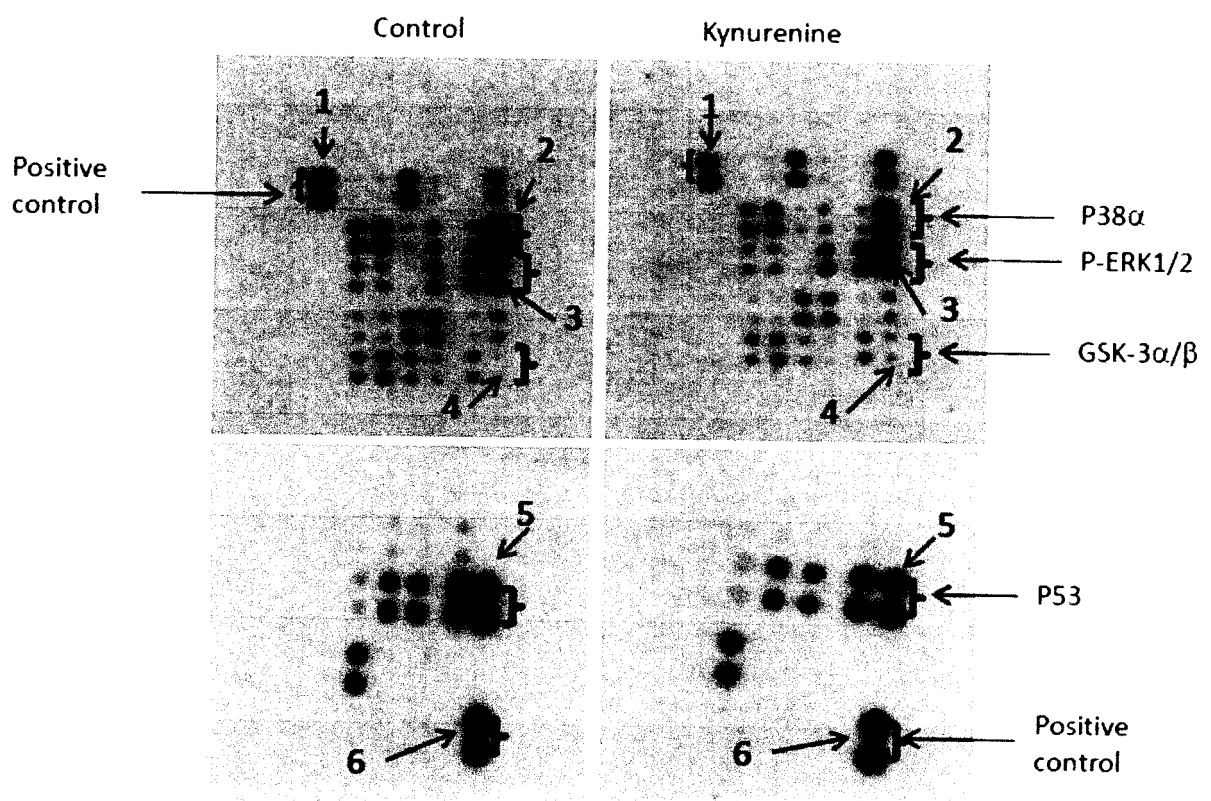 Control
Kynurenine
1
1
2
2
Positive
control
P38α
P-ERK1/2
3
3
GSK-3α/β
4
4
5
5
P53
6
6
Positive
control